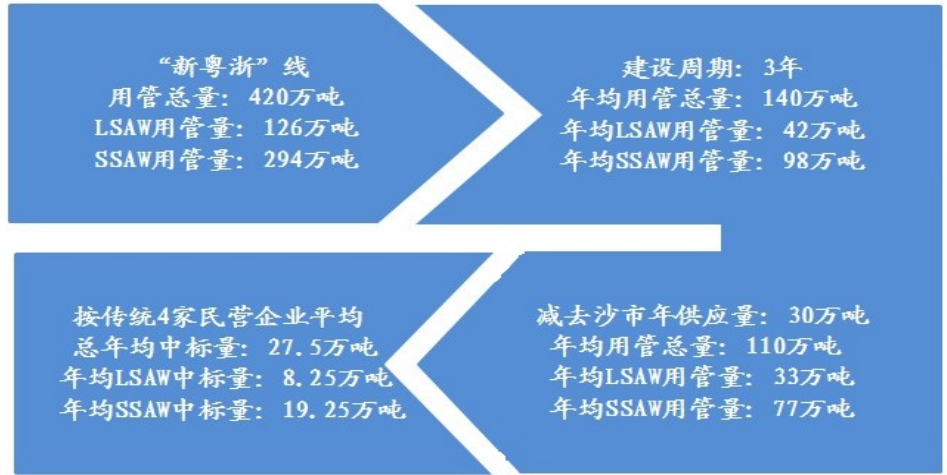 “新粤浙”线
用管总量：420万吨
LSAW用管量：126万吨
SSAW用管量：294万吨
建设周期：3年
年均用管总量：140万吨
年均LSAW用管量：42万吨
年均SSAW用管量：98万吨
减去沙市年供应量：30万吨
年均用管总量：110万吨
年均LSAW用管量：33万吨
年均SSAW用管量：77万吨
按传统4家民营企业平均
总年均中标量：27.5万吨
年均LSAW中标量：8.25万吨
年均SSAW中标量：19.25万吨